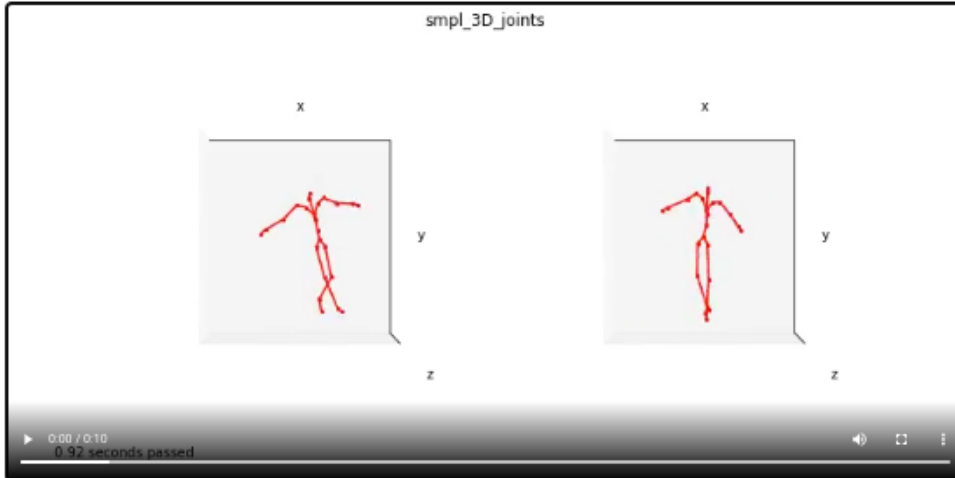 smpl_3D_joints
x x
y y
z z
0:00 / 0:10
0.92 seconds passed